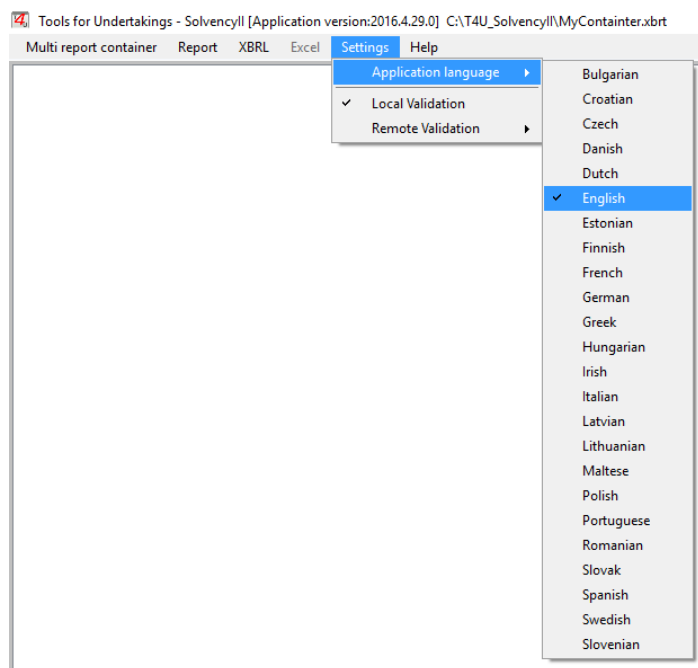 Tools for Undertakings - Solvencyll [Application version:2016.4.29.0] C:\T4U_Solvencyll\MyContainter.xbrt
Multi report container Report XBRL Excel Settings Help
Application language
Local Validation
Remote Validation
Bulgarian
Croatian
Czech
Danish
Dutch
English
Estonian
Finnish
French
German
Greek
Hungarian
Irish
Italian
Latvian
Lithuanian
Maltese
Polish
Portuguese
Romanian
Slovak
Spanish
Swedish
Slovenian